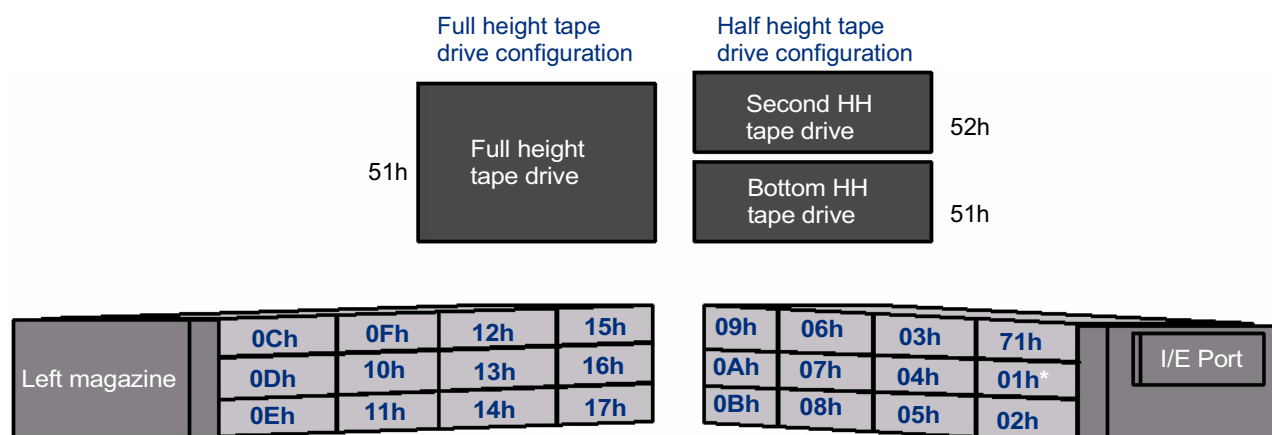 Full height tape
drive configuration
Half height tape
drive configuration
51h
Full height
tape drive
Second HH
tape drive
52h
Bottom HH
tape drive
51h
Left magazine
0Ch 0Fh 12h 15h
0Dh 10h 13h 16h
0Eh 11h 14h 17h
09h 06h 03h 71h
0Ah 07h 04h 01h*
0Bh 08h 05h 02h
I/E Port